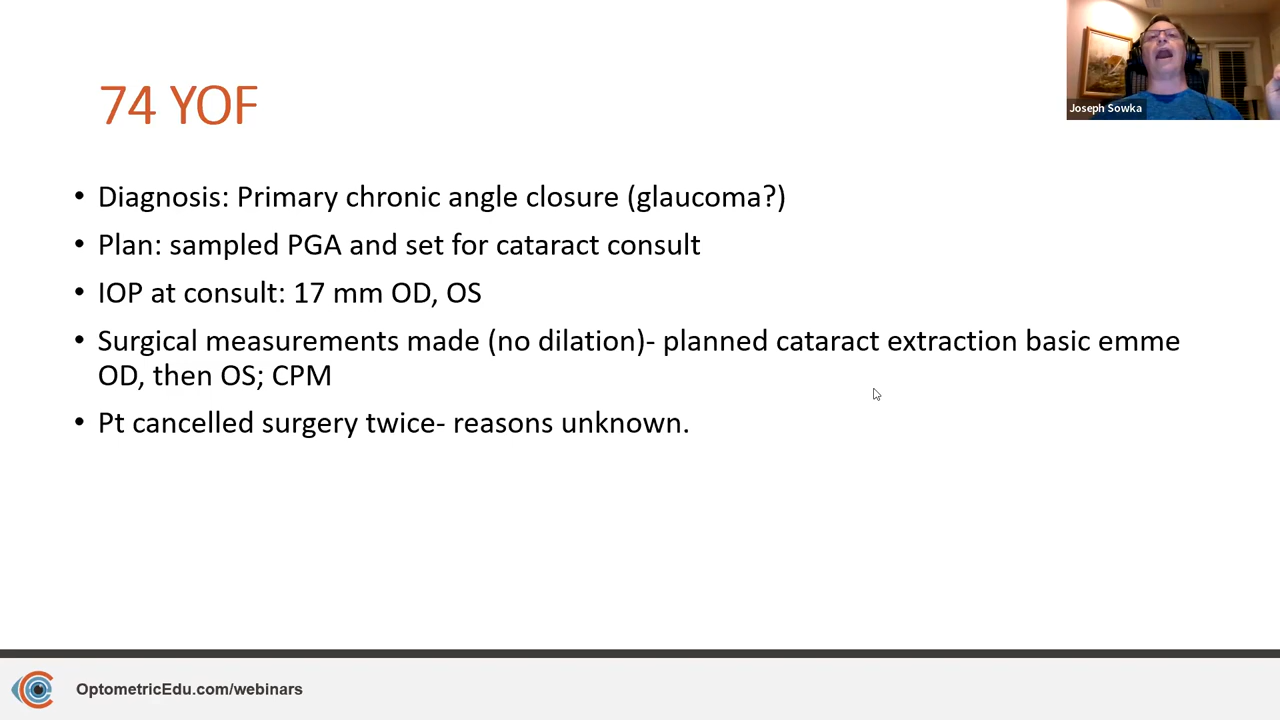 Joseph Sowka
74 YOF
• Diagnosis: Primary chronic angle closure (glaucoma?)
• Plan: sampled PGA and set for cataract consult
• IOP at consult: 17 mm OD, OS
• Surgical measurements made (no dilation)- planned cataract extraction basic emme
OD, then OS; CPM
• Pt cancelled surgery twice- reasons unknown.
OptometricEdu.com/webinars